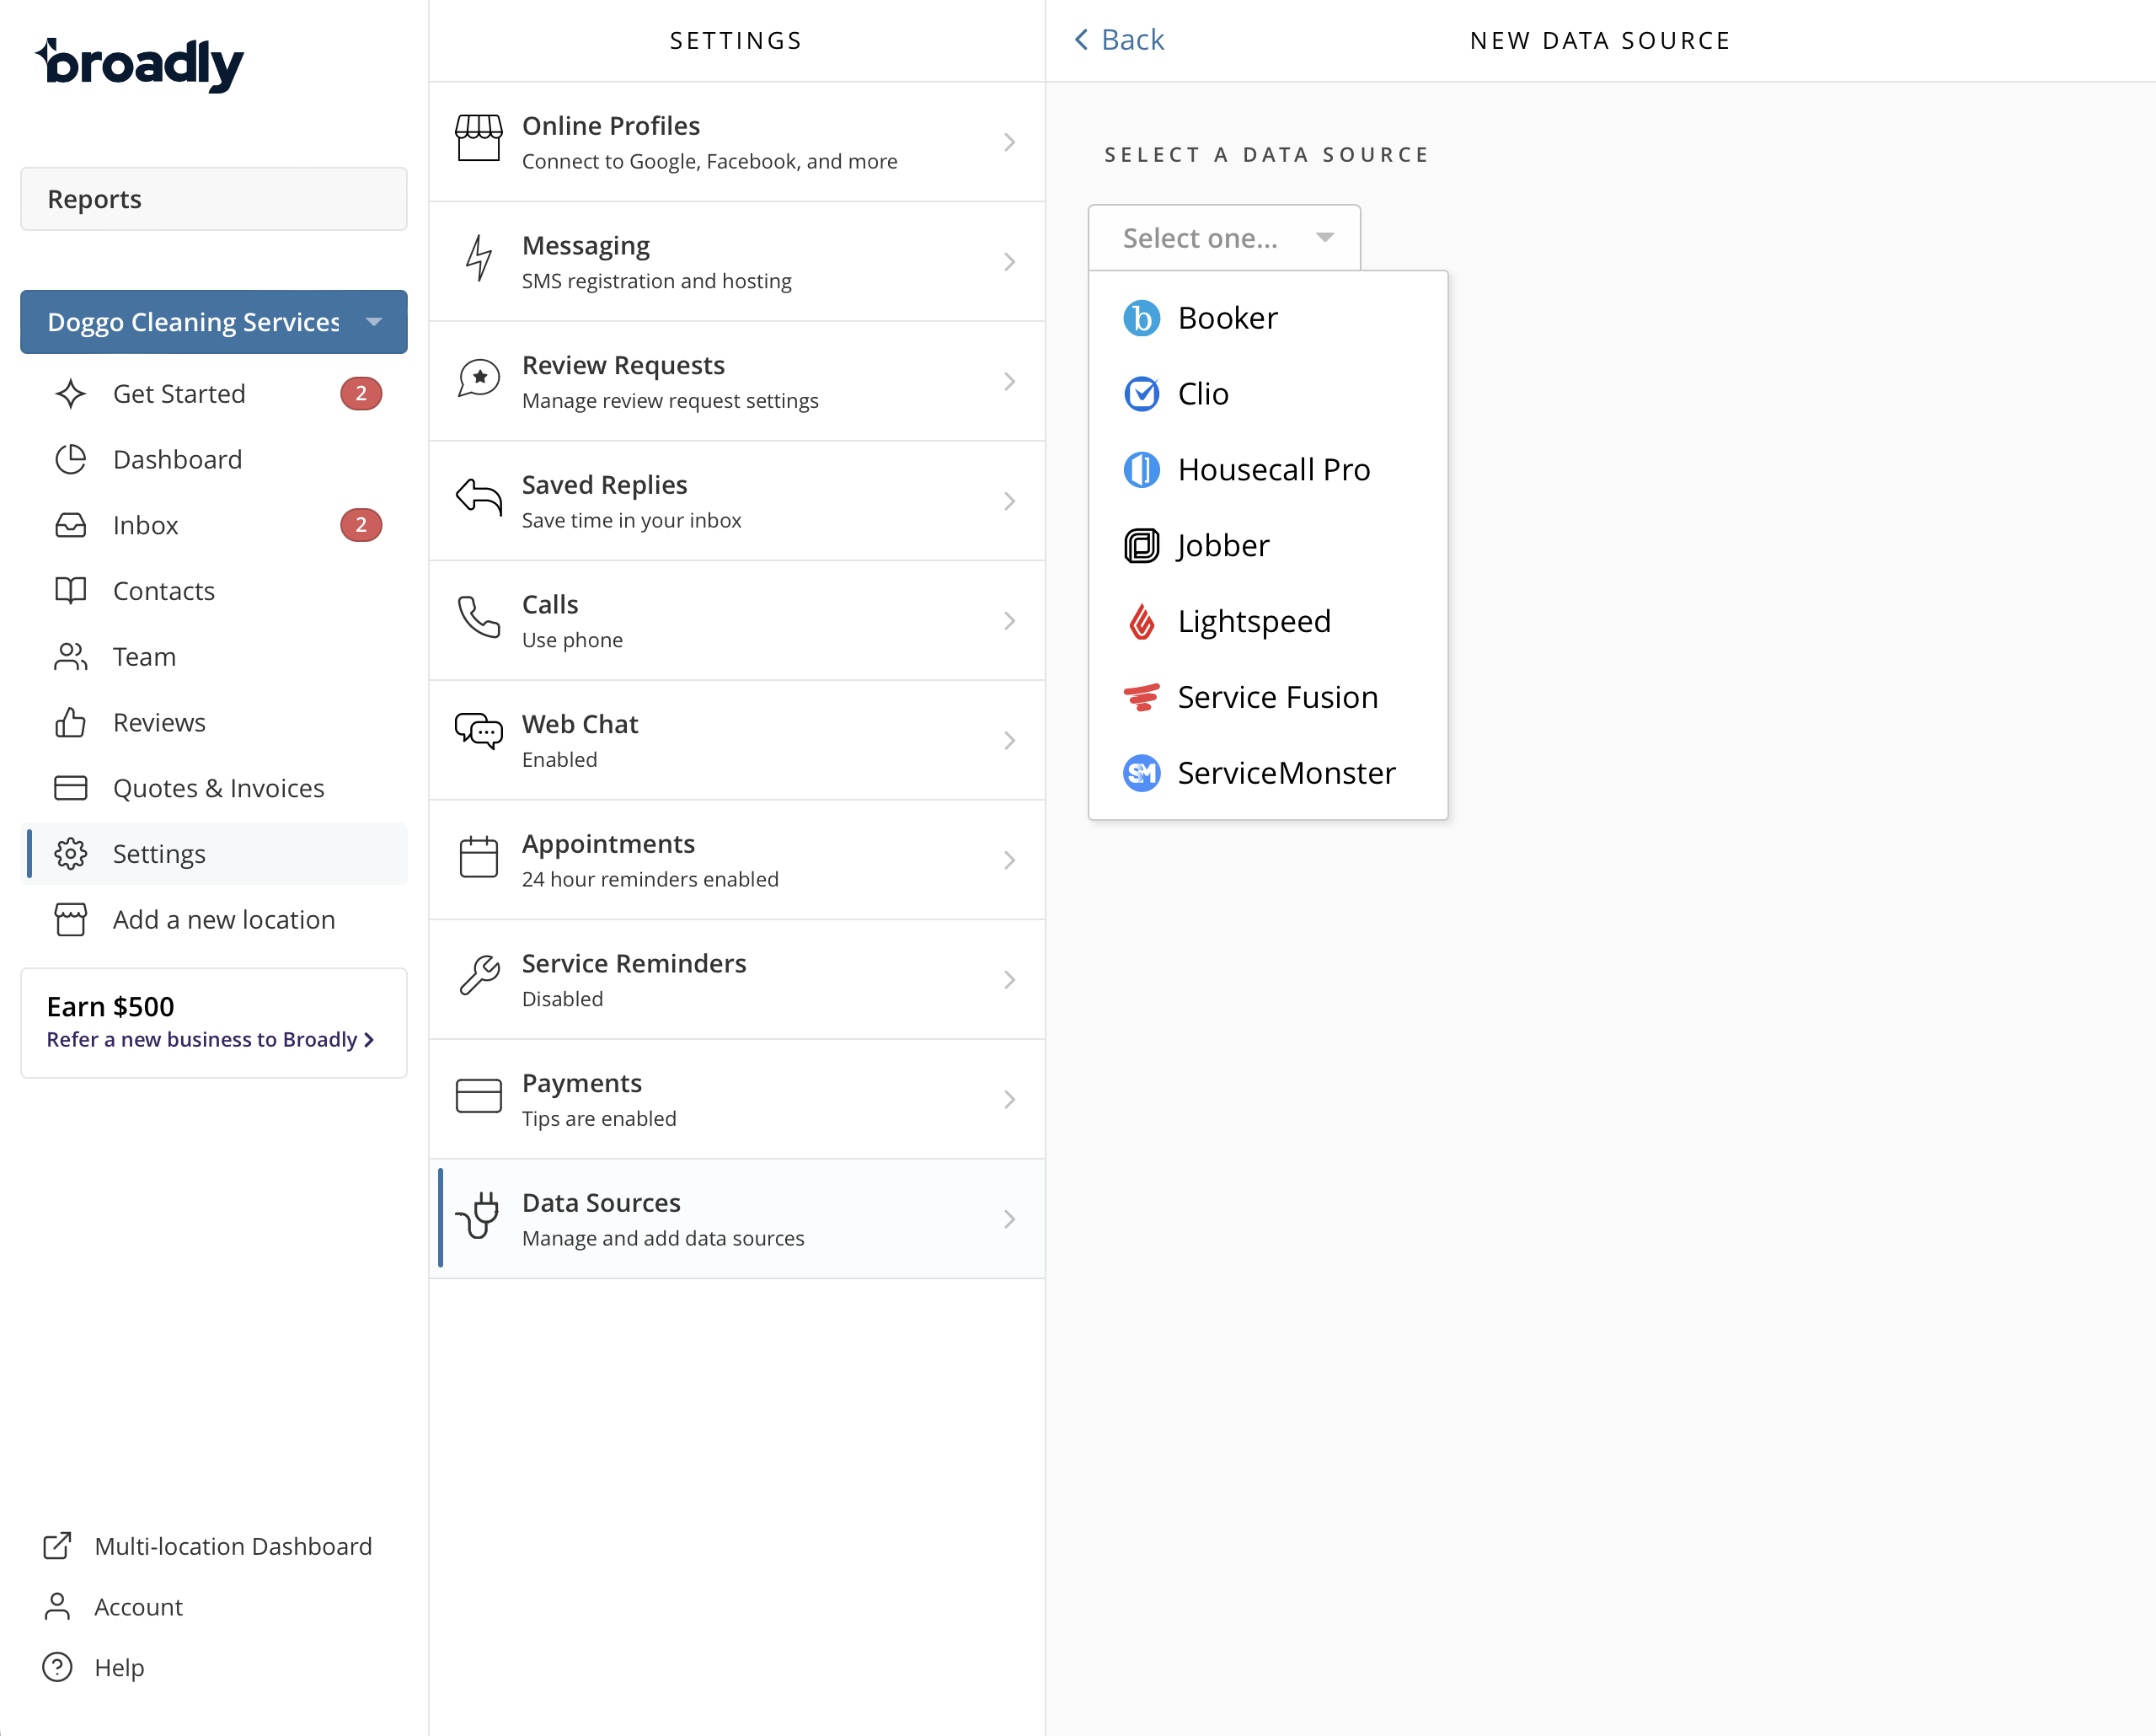 broadly
Reports
Doggo Cleaning Services
Get Started 2
Dashboard
Inbox 2
Contacts
Team
Reviews
Quotes & Invoices
Settings
Add a new location
Earn $500
Refer a new business to Broadly
Multi-location Dashboard
Account
Help
SETTINGS
Online Profiles
Connect to Google, Facebook, and more
Messaging
SMS registration and hosting
Review Requests
Manage review request settings
Saved Replies
Save time in your inbox
Calls
Use phone
Web Chat
Enabled
Appointments
24 hour reminders enabled
Service Reminders
Disabled
Payments
Tips are enabled
Data Sources
Manage and add data sources
Back
NEW DATA SOURCE
SELECT A DATA SOURCE
Select one...
b Booker
Clio
Housecall Pro
Jobber
Lightspeed
Service Fusion
SM ServiceMonster